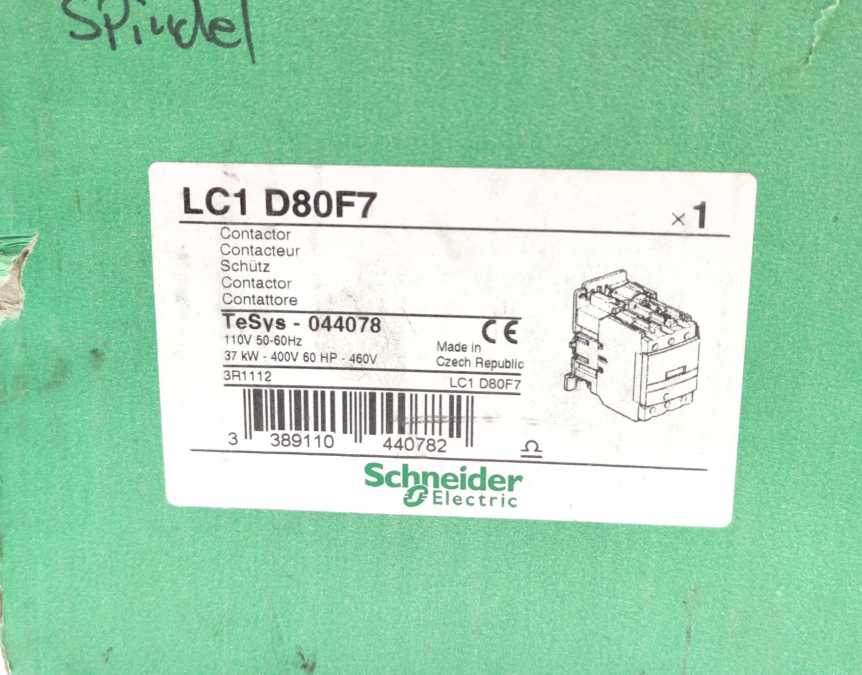 Spindel
LC1 D80F7
×1
Contactor
Contacteur
Schütz
Contactor
Contattore
TeSys - 044078
CE
110V 50-60Hz
37 kW - 400V 60 HP - 460V
Made in
Czech Republic
3R1112
LC1 D80F7
3 389110 440782
Schneider
Electric